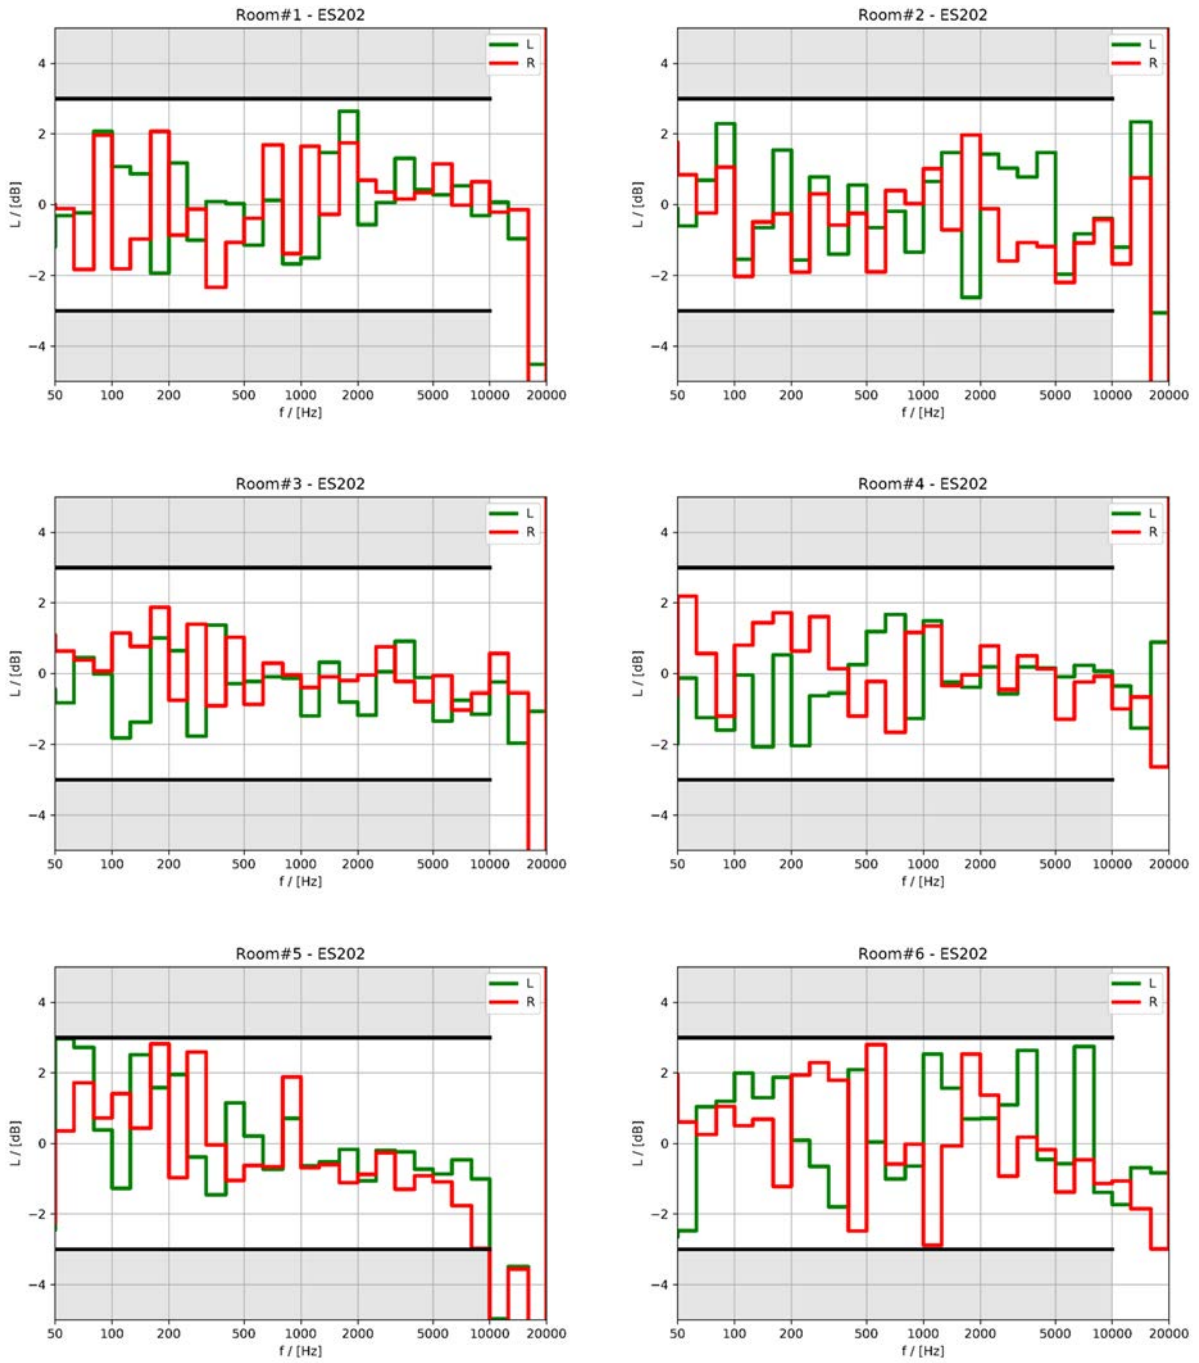 Room#1 - ES202
L
R
4
2
0
−2
−4
L / [dB]
50 100 200 500 1000 2000 5000 10000 20000
f / [Hz]
Room#2 - ES202
L
R
4
2
0
−2
−4
L / [dB]
50 100 200 500 1000 2000 5000 10000 20000
f / [Hz]
Room#3 - ES202
L
R
4
2
0
−2
−4
L / [dB]
50 100 200 500 1000 2000 5000 10000 20000
f / [Hz]
Room#4 - ES202
L
R
4
2
0
−2
−4
L / [dB]
50 100 200 500 1000 2000 5000 10000 20000
f / [Hz]
Room#5 - ES202
L
R
4
2
0
−2
−4
L / [dB]
50 100 200 500 1000 2000 5000 10000 20000
f / [Hz]
Room#6 - ES202
L
R
4
2
0
−2
−4
L / [dB]
50 100 200 500 1000 2000 5000 10000 20000
f / [Hz]